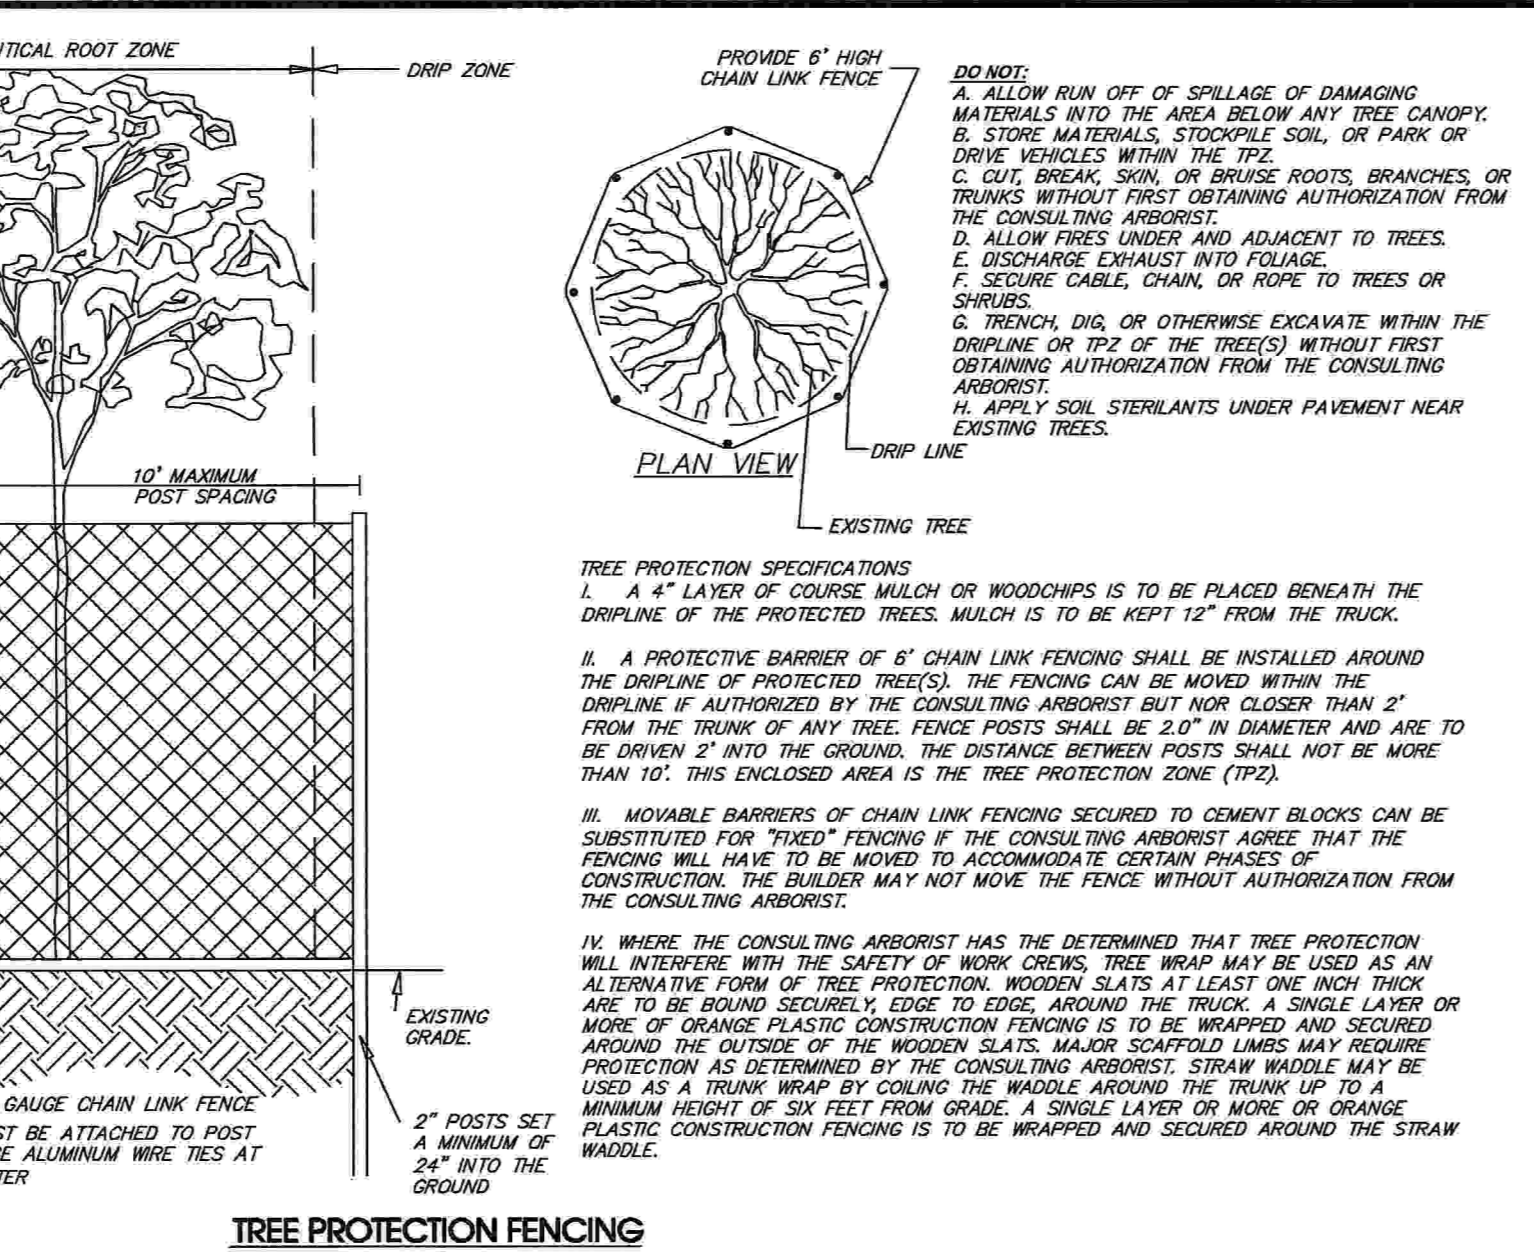 ITICAL ROOT ZONE
DRIP ZONE
10' MAXIMUM
POST SPACING
EXISTING
GRADE.
GAUGE CHAIN LINK FENCE
ST BE ATTACHED TO POST
E ALUMINUM WIRE TIES AT
TER
2" POSTS SET
A MINIMUM OF
24" INTO THE
GROUND
PROVIDE 6' HIGH
CHAIN LINK FENCE
PLAN VIEW
DRIP LINE
EXISTING TREE
DO NOT:
A. ALLOW RUN OFF OF SPILLAGE OF DAMAGING
MATERIALS INTO THE AREA BELOW ANY TREE CANOPY.
B. STORE MATERIALS, STOCKPILE SOIL, OR PARK OR
DRIVE VEHICLES WITHIN THE TPZ.
C. CUT, BREAK, SKIN, OR BRUISE ROOTS, BRANCHES, OR
TRUNKS WITHOUT FIRST OBTAINING AUTHORIZATION FROM
THE CONSULTING ARBORIST.
D. ALLOW FIRES UNDER AND ADJACENT TO TREES.
E. DISCHARGE EXHAUST INTO FOLIAGE.
F. SECURE CABLE, CHAIN, OR ROPE TO TREES OR
SHRUBS.
G. TRENCH, DIG, OR OTHERWISE EXCAVATE WITHIN THE
DRIPLINE OR TPZ OF THE TREE(S) WITHOUT FIRST
OBTAINING AUTHORIZATION FROM THE CONSULTING
ARBORIST.
H. APPLY SOIL STERILANTS UNDER PAVEMENT NEAR
EXISTING TREES.
TREE PROTECTION SPECIFICATIONS
I. A 4" LAYER OF COURSE MULCH OR WOODCHIPS IS TO BE PLACED BENEATH THE
DRIPLINE OF THE PROTECTED TREES. MULCH IS TO BE KEPT 12" FROM THE TRUCK.
II. A PROTECTIVE BARRIER OF 6' CHAIN LINK FENCING SHALL BE INSTALLED AROUND
THE DRIPLINE OF PROTECTED TREE(S). THE FENCING CAN BE MOVED WITHIN THE
DRIPLINE IF AUTHORIZED BY THE CONSULTING ARBORIST BUT NOR CLOSER THAN 2'
FROM THE TRUNK OF ANY TREE. FENCE POSTS SHALL BE 2.0" IN DIAMETER AND ARE TO
BE DRIVEN 2' INTO THE GROUND. THE DISTANCE BETWEEN POSTS SHALL NOT BE MORE
THAN 10'. THIS ENCLOSED AREA IS THE TREE PROTECTION ZONE (TPZ).
III. MOVABLE BARRIERS OF CHAIN LINK FENCING SECURED TO CEMENT BLOCKS CAN BE
SUBSTITUTED FOR "FIXED" FENCING IF THE CONSULTING ARBORIST AGREE THAT THE
FENCING WILL HAVE TO BE MOVED TO ACCOMMODATE CERTAIN PHASES OF
CONSTRUCTION. THE BUILDER MAY NOT MOVE THE FENCE WITHOUT AUTHORIZATION FROM
THE CONSULTING ARBORIST.
IV. WHERE THE CONSULTING ARBORIST HAS THE DETERMINED THAT TREE PROTECTION
WILL INTERFERE WITH THE SAFETY OF WORK CREWS, TREE WRAP MAY BE USED AS AN
ALTERNATIVE FORM OF TREE PROTECTION. WOODEN SLATS AT LEAST ONE INCH THICK
ARE TO BE BOUND SECURELY, EDGE TO EDGE, AROUND THE TRUCK. A SINGLE LAYER OR
MORE OF ORANGE PLASTIC CONSTRUCTION FENCING IS TO BE WRAPPED AND SECURED
AROUND THE OUTSIDE OF THE WOODEN SLATS. MAJOR SCAFFOLD LIMBS MAY REQUIRE
PROTECTION AS DETERMINED BY THE CONSULTING ARBORIST. STRAW WADDLE MAY BE
USED AS A TRUNK WRAP BY COILING THE WADDLE AROUND THE TRUNK UP TO A
MINIMUM HEIGHT OF SIX FEET FROM GRADE. A SINGLE LAYER OR MORE OR ORANGE
PLASTIC CONSTRUCTION FENCING IS TO BE WRAPPED AND SECURED AROUND THE STRAW
WADDLE.
TREE PROTECTION FENCING